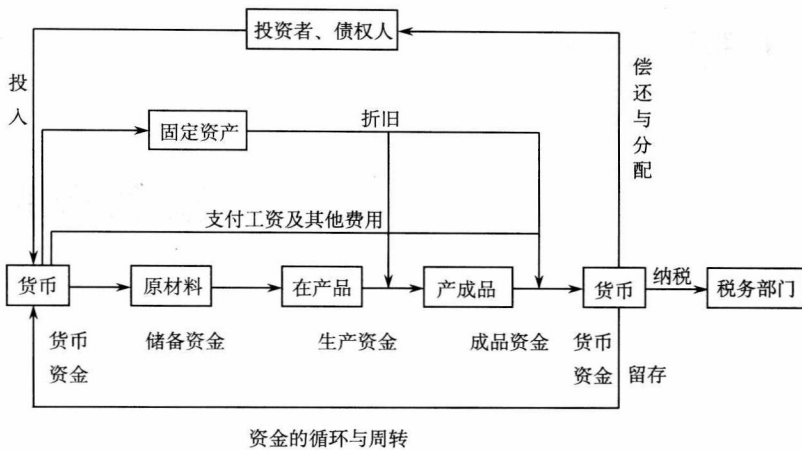 投资者、债权人
投入
偿还与分配
固定资产
折旧
支付工资及其他费用
货币
原材料
在产品
产成品
货币
纳税
税务部门
货币资金
储备资金
生产资金
成品资金
货币资金
留存
资金的循环与周转